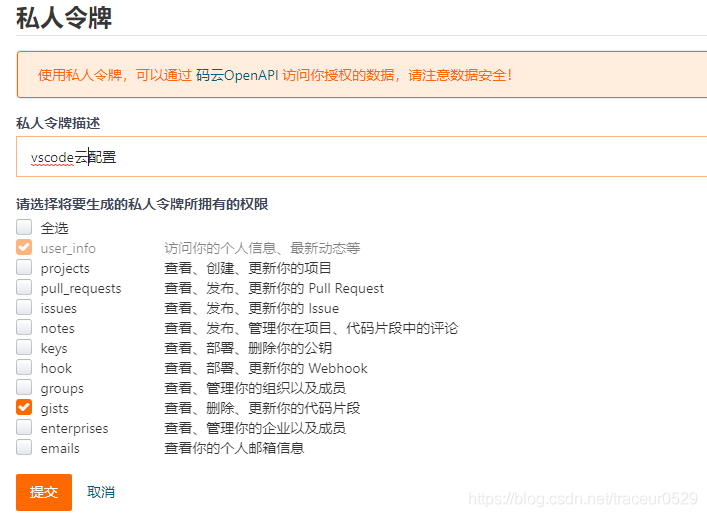 私人令牌
使用私人令牌，可以通过 码云OpenAPI 访问你授权的数据，请注意数据安全！
私人令牌描述
vscode云配置
请选择将要生成的私人令牌所拥有的权限
全选
user_info 访问你的个人信息、最新动态等
projects 查看、创建、更新你的项目
pull_requests 查看、发布、更新你的 Pull Request
issues 查看、发布、更新你的 Issue
notes 查看、发布、管理你在项目、代码片段中的评论
keys 查看、部署、删除你的公钥
hook 查看、部署、更新你的 Webhook
groups 查看、管理你的组织以及成员
gists 查看、删除、更新你的代码片段
enterprises 查看、管理你的企业以及成员
emails 查看你的个人邮箱信息
提交 取消
https://blog.csdn.net/traceur0529